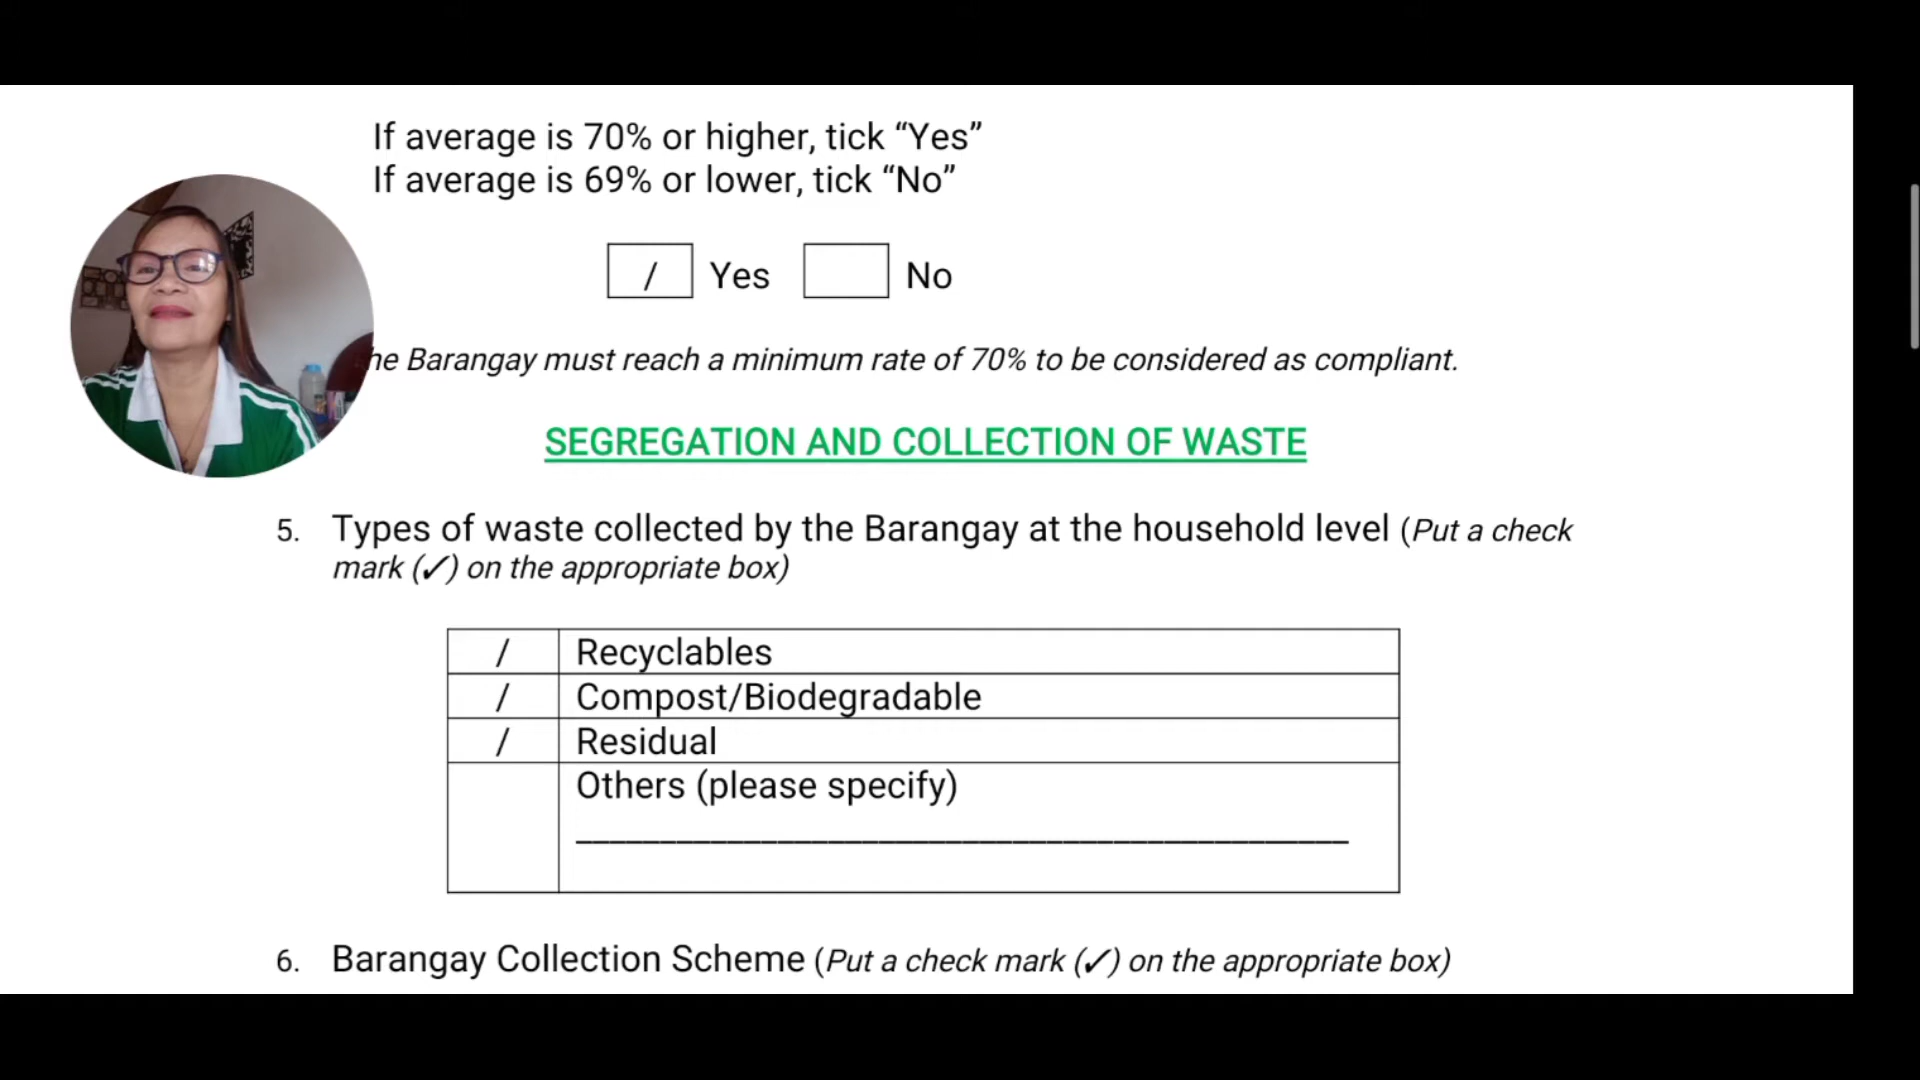 If average is 70% or higher, tick “Yes”
If average is 69% or lower, tick “No”
/ Yes No
Barangay must reach a minimum rate of 70% to be considered as compliant.
SEGREGATION AND COLLECTION OF WASTE
5. Types of waste collected by the Barangay at the household level (Put a check
mark (✓) on the appropriate box)
/ Recyclables
/ Compost/Biodegradable
/ Residual
Others (please specify)
6. Barangay Collection Scheme (Put a check mark (✓) on the appropriate box)